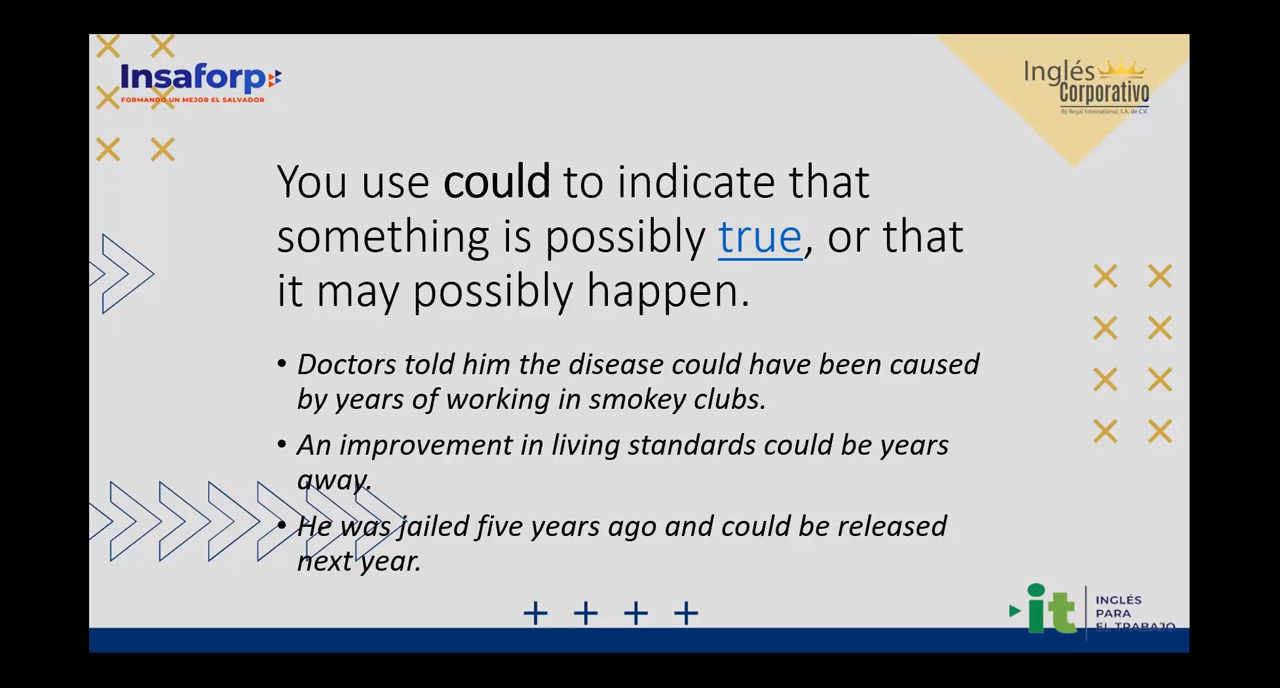 Insaforp
FORMANDO UN MEJOR EL SALVADOR
Inglés
Corporativo
By Regal International, S.A. de C.V.
You use could to indicate that
something is possibly true, or that
it may possibly happen.
• Doctors told him the disease could have been caused
by years of working in smokey clubs.
• An improvement in living standards could be years
away.
• He was jailed five years ago and could be released
next year.
it
INGLÉS
PARA
EL TRABAJO